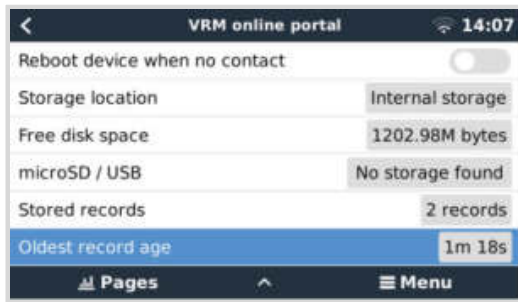 VRM online portal 14:07
Reboot device when no contact
Storage location Internal storage
Free disk space 1202.98M bytes
microSD / USB No storage found
Stored records 2 records
Oldest record age 1m 18s
Pages Menu